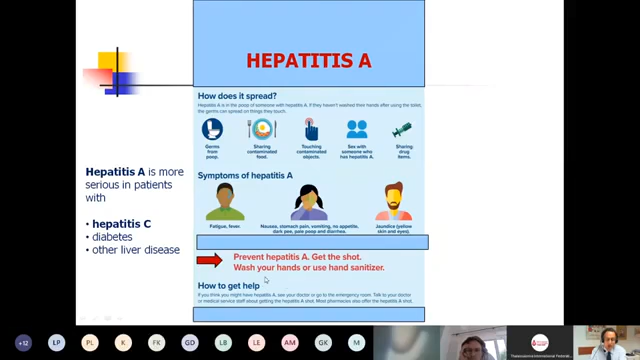 HEPATITIS A
Hepatitis A is more
serious in patients
with
• hepatitis C
• diabetes
• other liver disease
How does it spread?
Hepatitis A is in the poop of someone with hepatitis A. If they haven't washed their hands after using the toilet,
the germs can spread on things they touch.
Germs
from
poop.
Sharing
contaminated
food.
Touching
contaminated
objects.
Sex with
someone who
has hepatitis A.
Sharing
drug
items.
Symptoms of hepatitis A
Fatigue, fever.
Nausea, stomach pain, vomiting, no appetite,
dark pee, pale poop and diarrhea.
Jaundice (yellow
skin and eyes).
Prevent hepatitis A. Get the shot.
Wash your hands or use hand sanitizer.
How to get help
If you think you might have hepatitis A, see your doctor or go to the emergency room. Talk to your doctor
or medical service staff about getting the hepatitis A shot. Most pharmacies also offer the hepatitis A shot.
+12
LP
PL
K
FK
GD
LB
LE
AA
GK
M